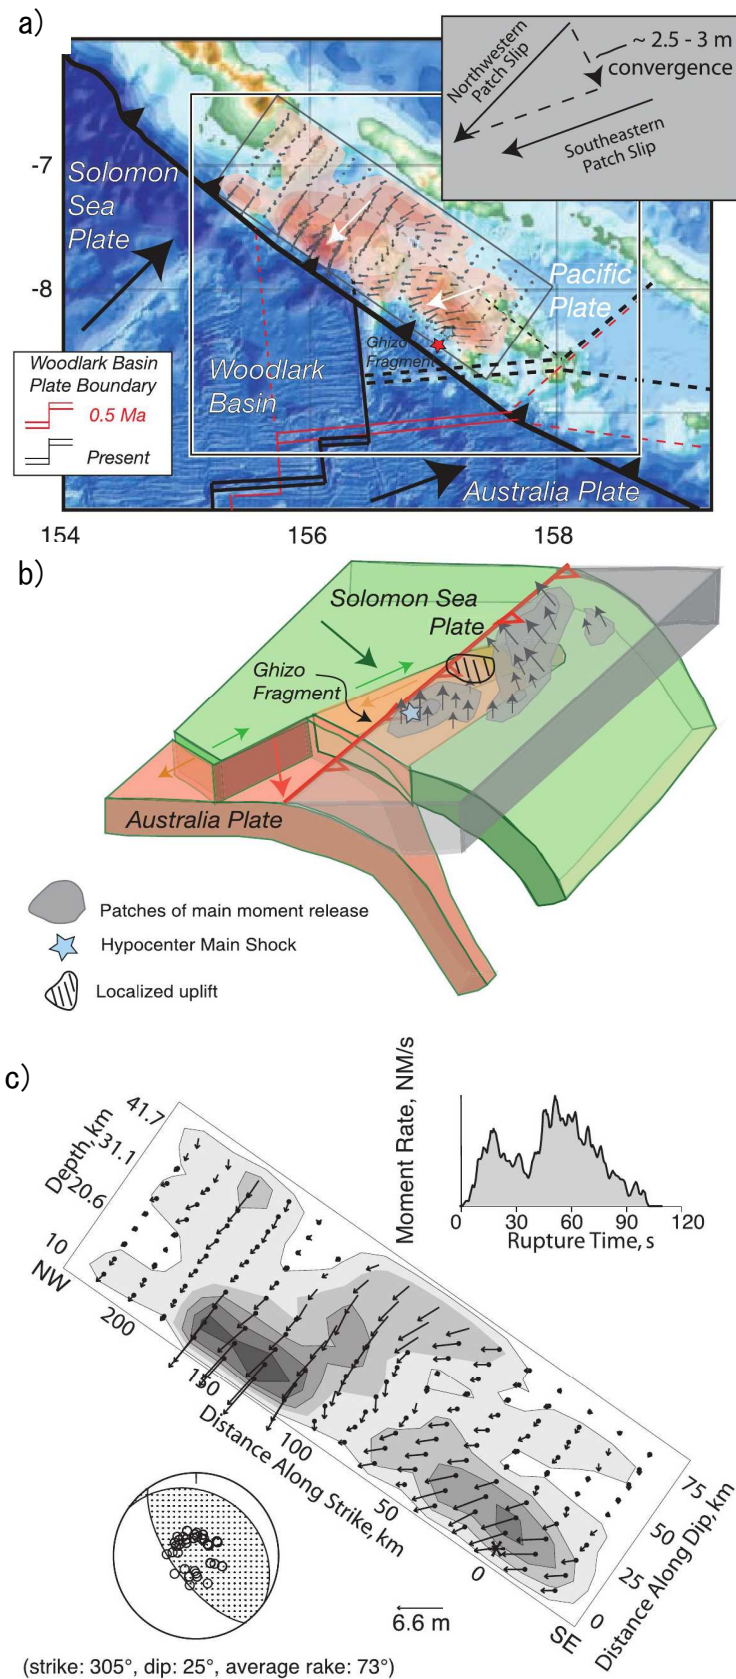 a)
Northwestern
Patch Slip
~ 2.5 - 3 m
convergence
Southeastern
Patch Slip
-7
-8
Solomon
Sea
Plate
Pacific
Plate
Ghizo
Fragment
Woodlark
Basin
Woodlark Basin
Plate Boundary
0.5 Ma
Present
Australia Plate
154
156
158
b)
Solomon Sea
Plate
Ghizo
Fragment
Australia Plate
Patches of main moment release
Hypocenter Main Shock
Localized uplift
c)
Moment Rate, NM/s
0
30
60
90
120
Rupture Time, s
Depth, km
41.7
31.1
20.6
10
NW
200
150
100
50
0
Distance Along Strike, km
SE
0
25
50
75
Distance Along Dip, km
6.6 m
(strike: 305°, dip: 25°, average rake: 73°)